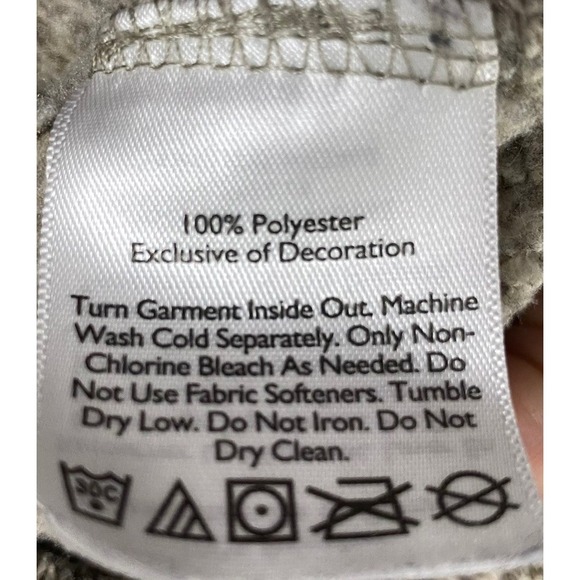 100% Polyester
Exclusive of Decoration
Turn Garment Inside Out. Machine
Wash Cold Separately. Only Non-
Chlorine Bleach As Needed. Do
Not Use Fabric Softeners. Tumble
Dry Low. Do Not Iron. Do Not
Dry Clean.
30C